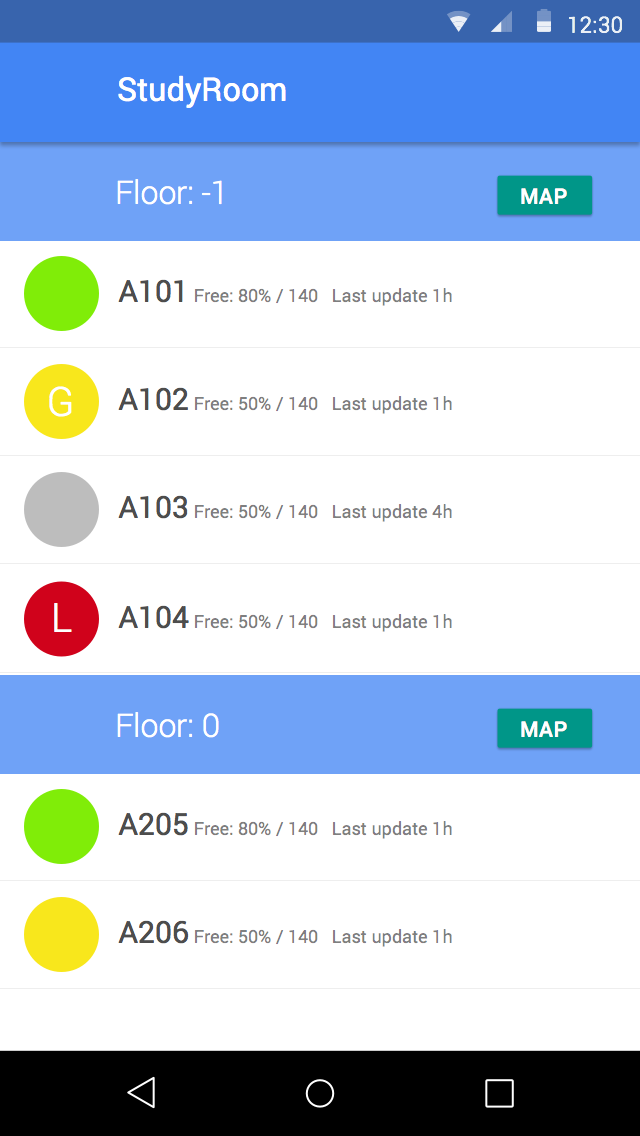 12:30
StudyRoom
Floor: -1 MAP
A101 Free: 80% / 140 Last update 1h
G A102 Free: 50% / 140 Last update 1h
A103 Free: 50% / 140 Last update 4h
L A104 Free: 50% / 140 Last update 1h
Floor: 0 MAP
A205 Free: 80% / 140 Last update 1h
A206 Free: 50% / 140 Last update 1h